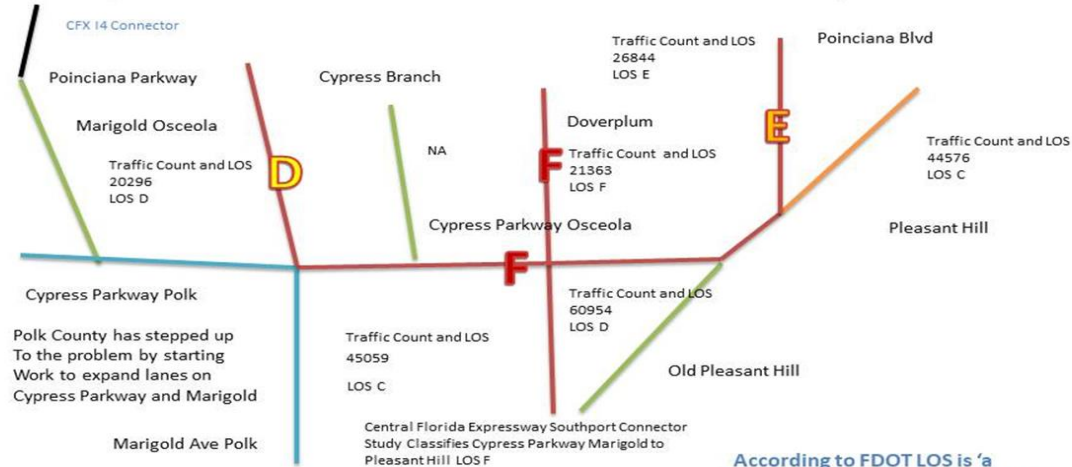 CFX I4 Connector
Poinciana Parkway
Cypress Branch
Traffic Count and LOS
26844
LOS E
Poinciana Blvd
Marigold Osceola
Traffic Count and LOS
20296
LOS D
D
NA
Doverplum
F
Traffic Count and LOS
21363
LOS F
E
Traffic Count and LOS
44576
LOS C
Cypress Parkway Osceola
Pleasant Hill
F
Cypress Parkway Polk
Traffic Count and LOS
60954
LOS D
Polk County has stepped up
To the problem by starting
Work to expand lanes on
Cypress Parkway and Marigold
Traffic Count and LOS
45059
LOS C
Old Pleasant Hill
Marigold Ave Polk
Central Florida Expressway Southport Connector
Study Classifies Cypress Parkway Marigold to
Pleasant Hill LOS F
According to FDOT LOS is ‘a